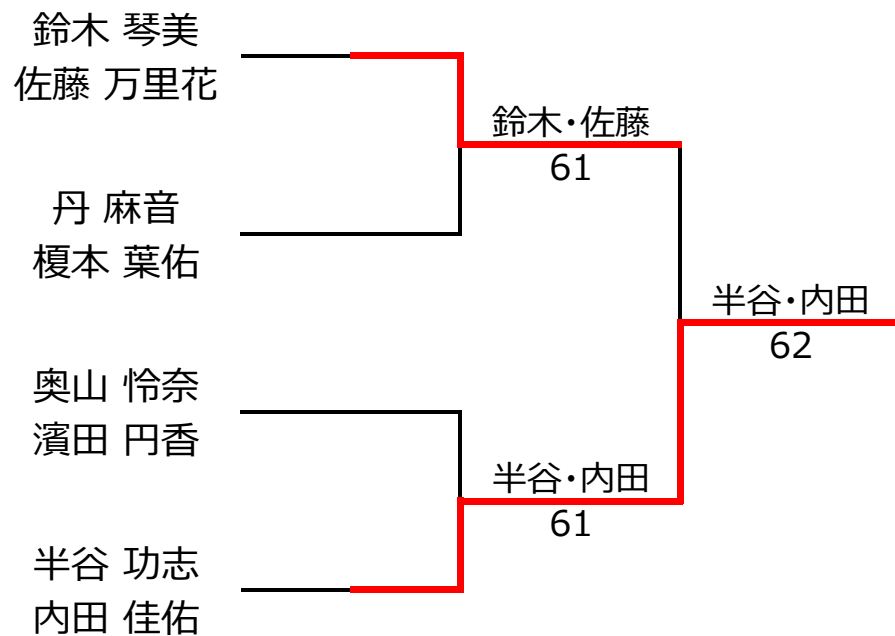 鈴木 琴美
佐藤 万里花
鈴木・佐藤
61
丹 麻音
榎本 葉佑
半谷・内田
62
奥山 怜奈
濱田 円香
半谷・内田
61
半谷 功志
内田 佳佑